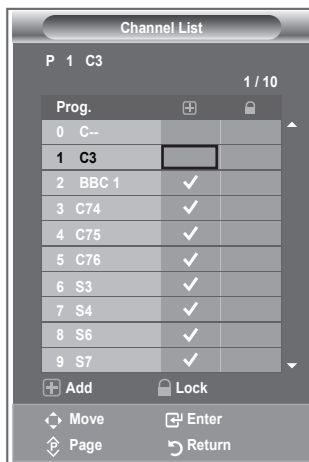 Channel List
P 1 C3
1 / 10
Prog.
0 C--
1 C3
2 BBC 1
3 C74
4 C75
5 C76
6 S3
7 S4
8 S6
9 S7
Add Lock
Move Enter
P Page Return